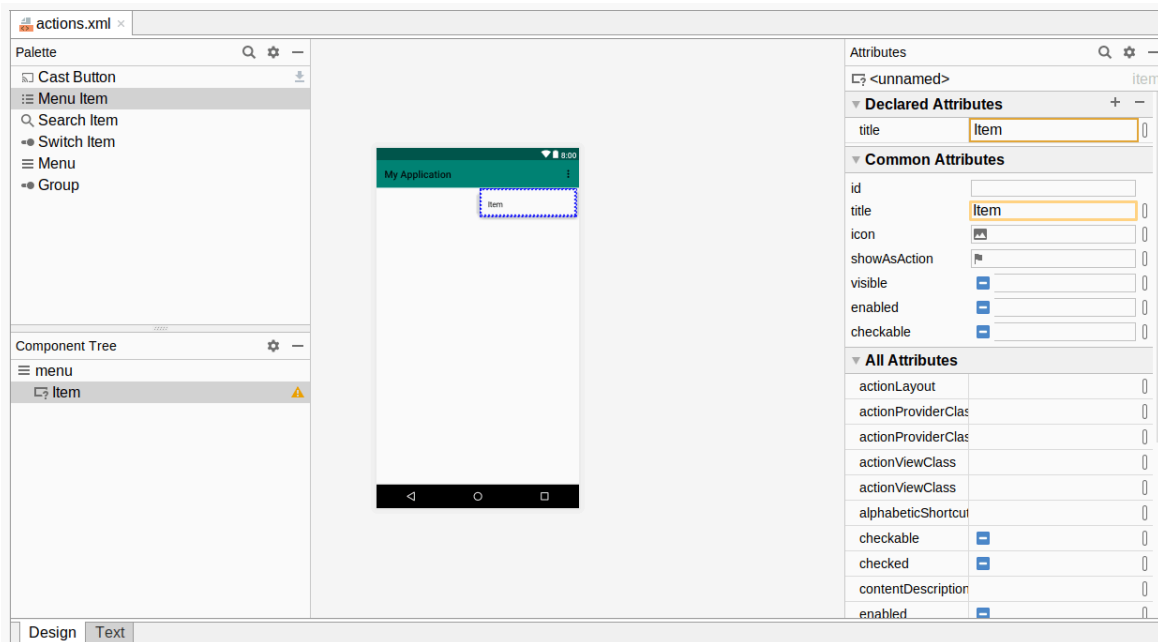 actions.xml
Palette
Cast Button
Menu Item
Search Item
Switch Item
Menu
Group
Component Tree
menu
Item
8:00
My Application
Item
Attributes
<unnamed> item
Declared Attributes
title Item
Common Attributes
id
title Item
icon
showAsAction
visible
enabled
checkable
All Attributes
actionLayout
actionProviderClas
actionProviderClas
actionViewClass
actionViewClass
alphabeticShortcut
checkable
checked
contentDescription
enabled
Design Text